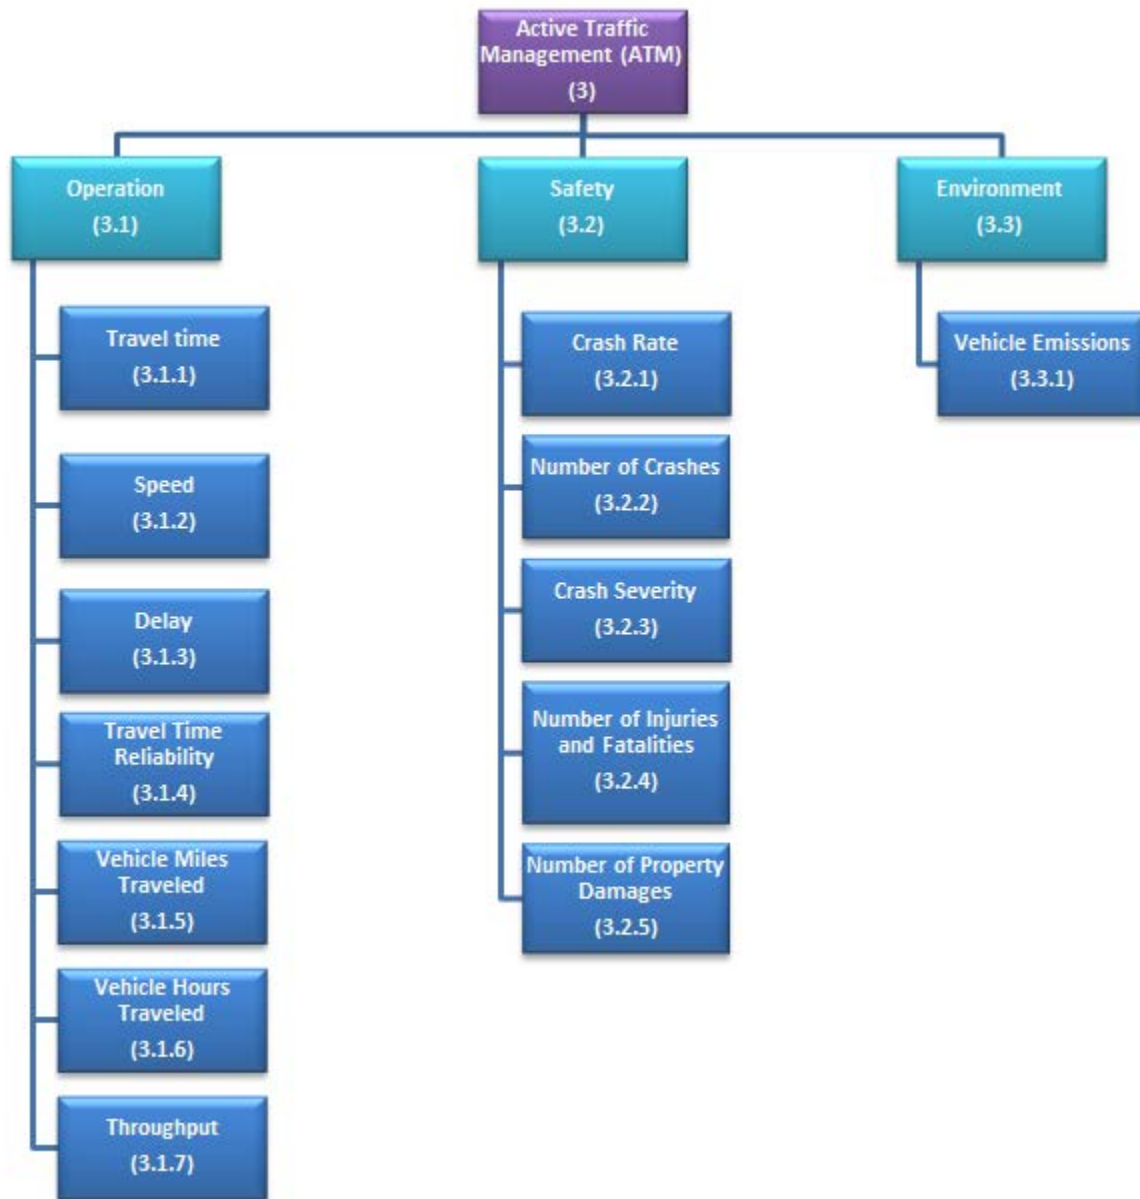 Active Traffic
Management (ATM)
(3)
Operation
(3.1)
Safety
(3.2)
Environment
(3.3)
Travel time
(3.1.1)
Speed
(3.1.2)
Delay
(3.1.3)
Travel Time
Reliability
(3.1.4)
Vehicle Miles
Traveled
(3.1.5)
Vehicle Hours
Traveled
(3.1.6)
Throughput
(3.1.7)
Crash Rate
(3.2.1)
Number of Crashes
(3.2.2)
Crash Severity
(3.2.3)
Number of Injuries
and Fatalities
(3.2.4)
Number of Property
Damages
(3.2.5)
Vehicle Emissions
(3.3.1)